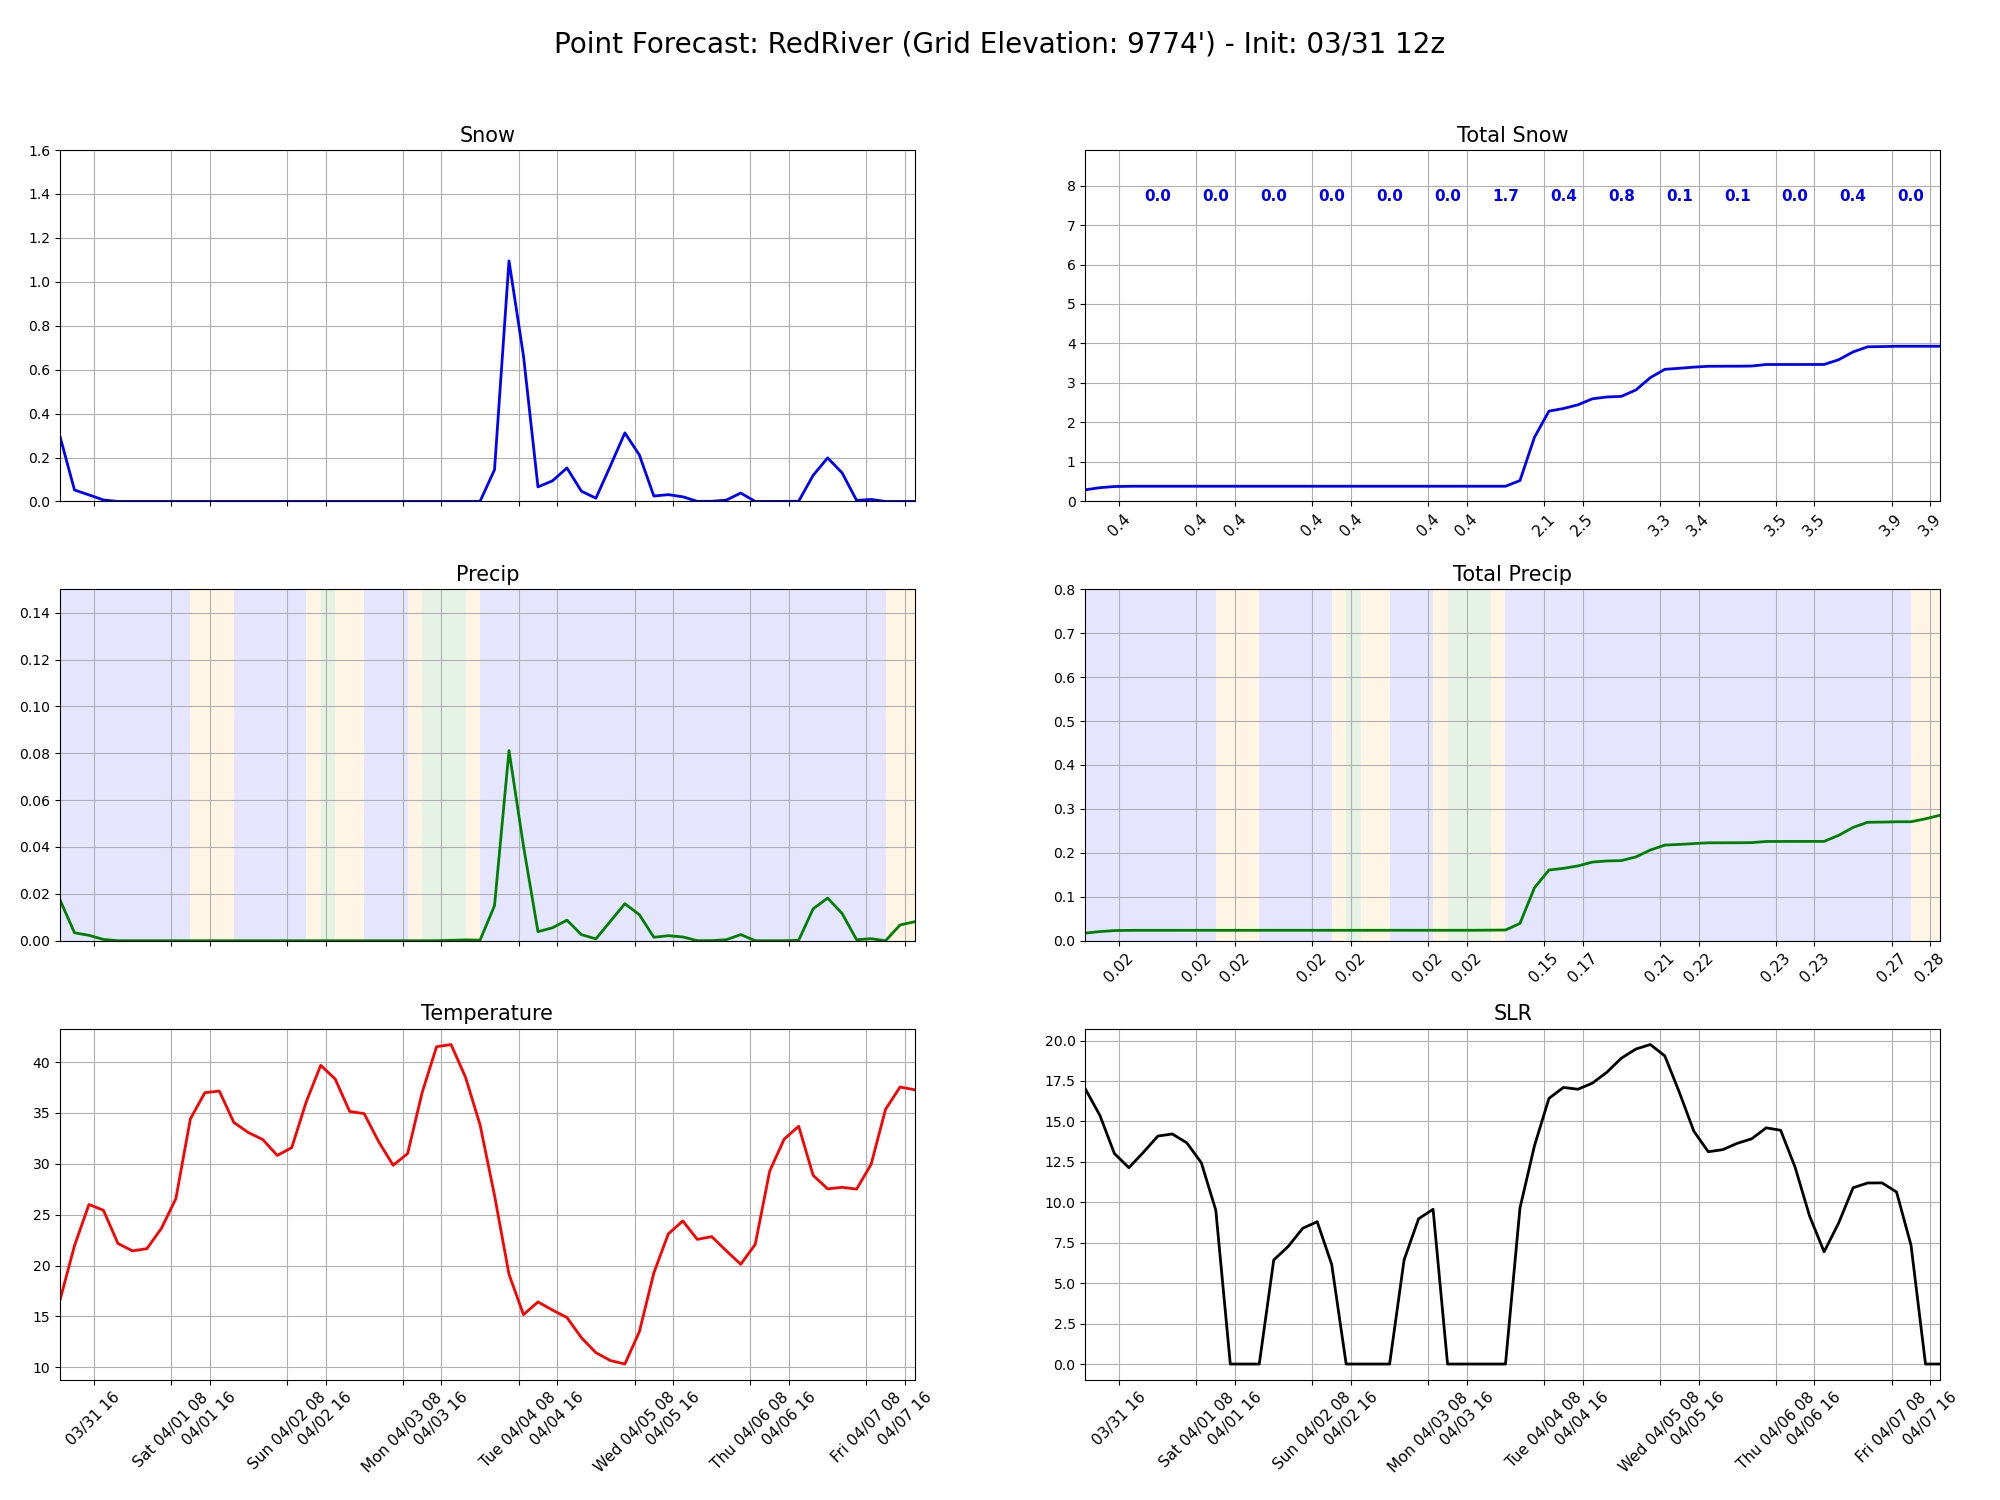 Point Forecast: RedRiver (Grid Elevation: 9774') - Init: 03/31 12z
Snow
1.6
1.4
1.2
1.0
0.8
0.6
0.4
0.2
0.0
Total Snow
0.0 0.0 0.0 0.0 0.0 0.0 1.7 0.4 0.8 0.1 0.1 0.0 0.4 0.0
8
7
6
5
4
3
2
1
0
0.4 0.4 0.4 0.4 0.4 0.4 0.4 2.1 2.5 3.3 3.4 3.5 3.5 3.9 3.9
Precip
0.14
0.12
0.10
0.08
0.06
0.04
0.02
0.00
Total Precip
0.8
0.7
0.6
0.5
0.4
0.3
0.2
0.1
0.0
0.02 0.02 0.02 0.02 0.02 0.02 0.02 0.15 0.17 0.21 0.22 0.23 0.23 0.27 0.28
Temperature
40
35
30
25
20
15
10
03/31 16
Sat 04/01 08
04/01 16
Sun 04/02 08
04/02 16
Mon 04/03 08
04/03 16
Tue 04/04 08
04/04 16
Wed 04/05 08
04/05 16
Thu 04/06 08
04/06 16
Fri 04/07 08
04/07 16
SLR
20.0
17.5
15.0
12.5
10.0
7.5
5.0
2.5
0.0
03/31 16
Sat 04/01 08
04/01 16
Sun 04/02 08
04/02 16
Mon 04/03 08
04/03 16
Tue 04/04 08
04/04 16
Wed 04/05 08
04/05 16
Thu 04/06 08
04/06 16
Fri 04/07 08
04/07 16